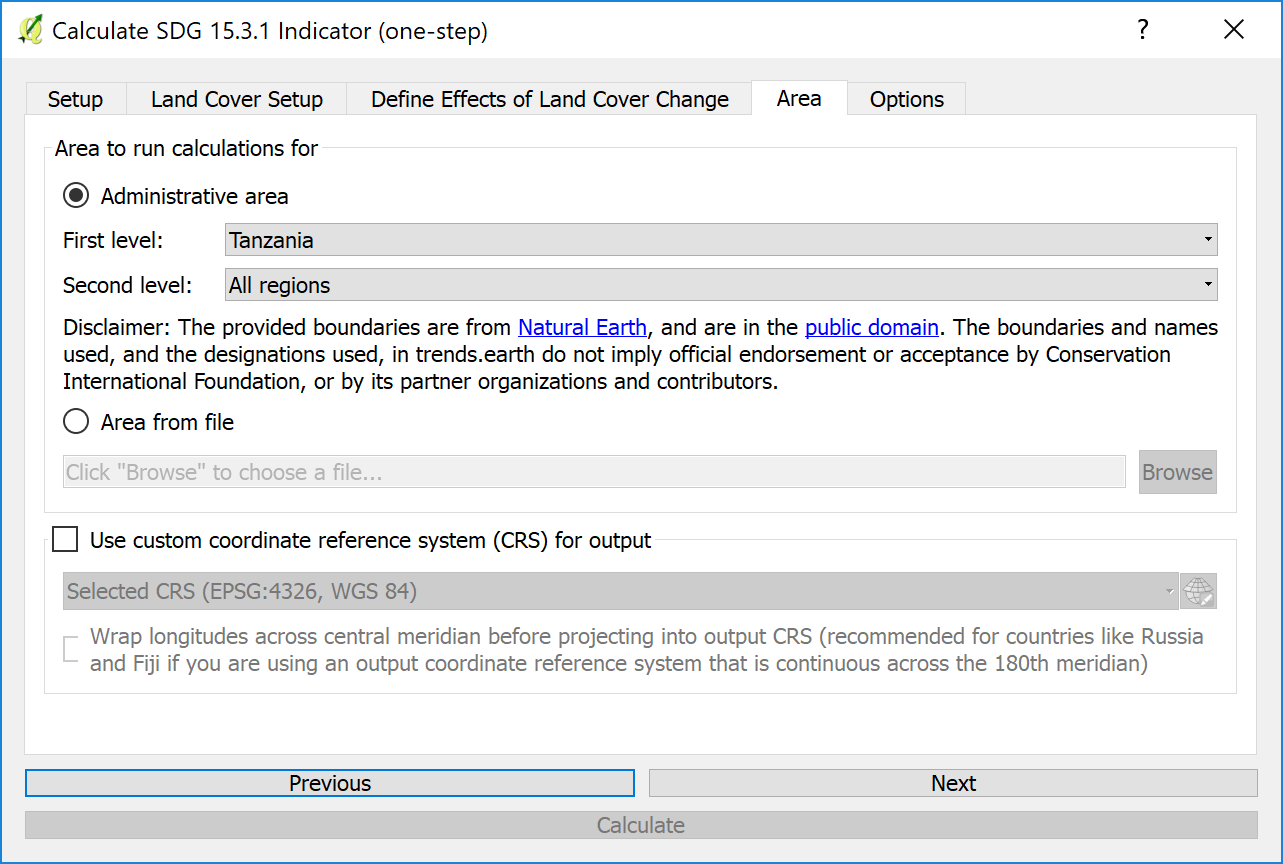 Calculate SDG 15.3.1 Indicator (one-step)
?
Setup
Land Cover Setup
Define Effects of Land Cover Change
Area
Options
Area to run calculations for
Administrative area
First level:
Tanzania
Second level:
All regions
Disclaimer: The provided boundaries are from Natural Earth, and are in the public domain. The boundaries and names
used, and the designations used, in trends.earth do not imply official endorsement or acceptance by Conservation
International Foundation, or by its partner organizations and contributors.
Area from file
Click "Browse" to choose a file...
Browse
Use custom coordinate reference system (CRS) for output
Selected CRS (EPSG:4326, WGS 84)
Wrap longitudes across central meridian before projecting into output CRS (recommended for countries like Russia
and Fiji if you are using an output coordinate reference system that is continuous across the 180th meridian)
Previous
Next
Calculate